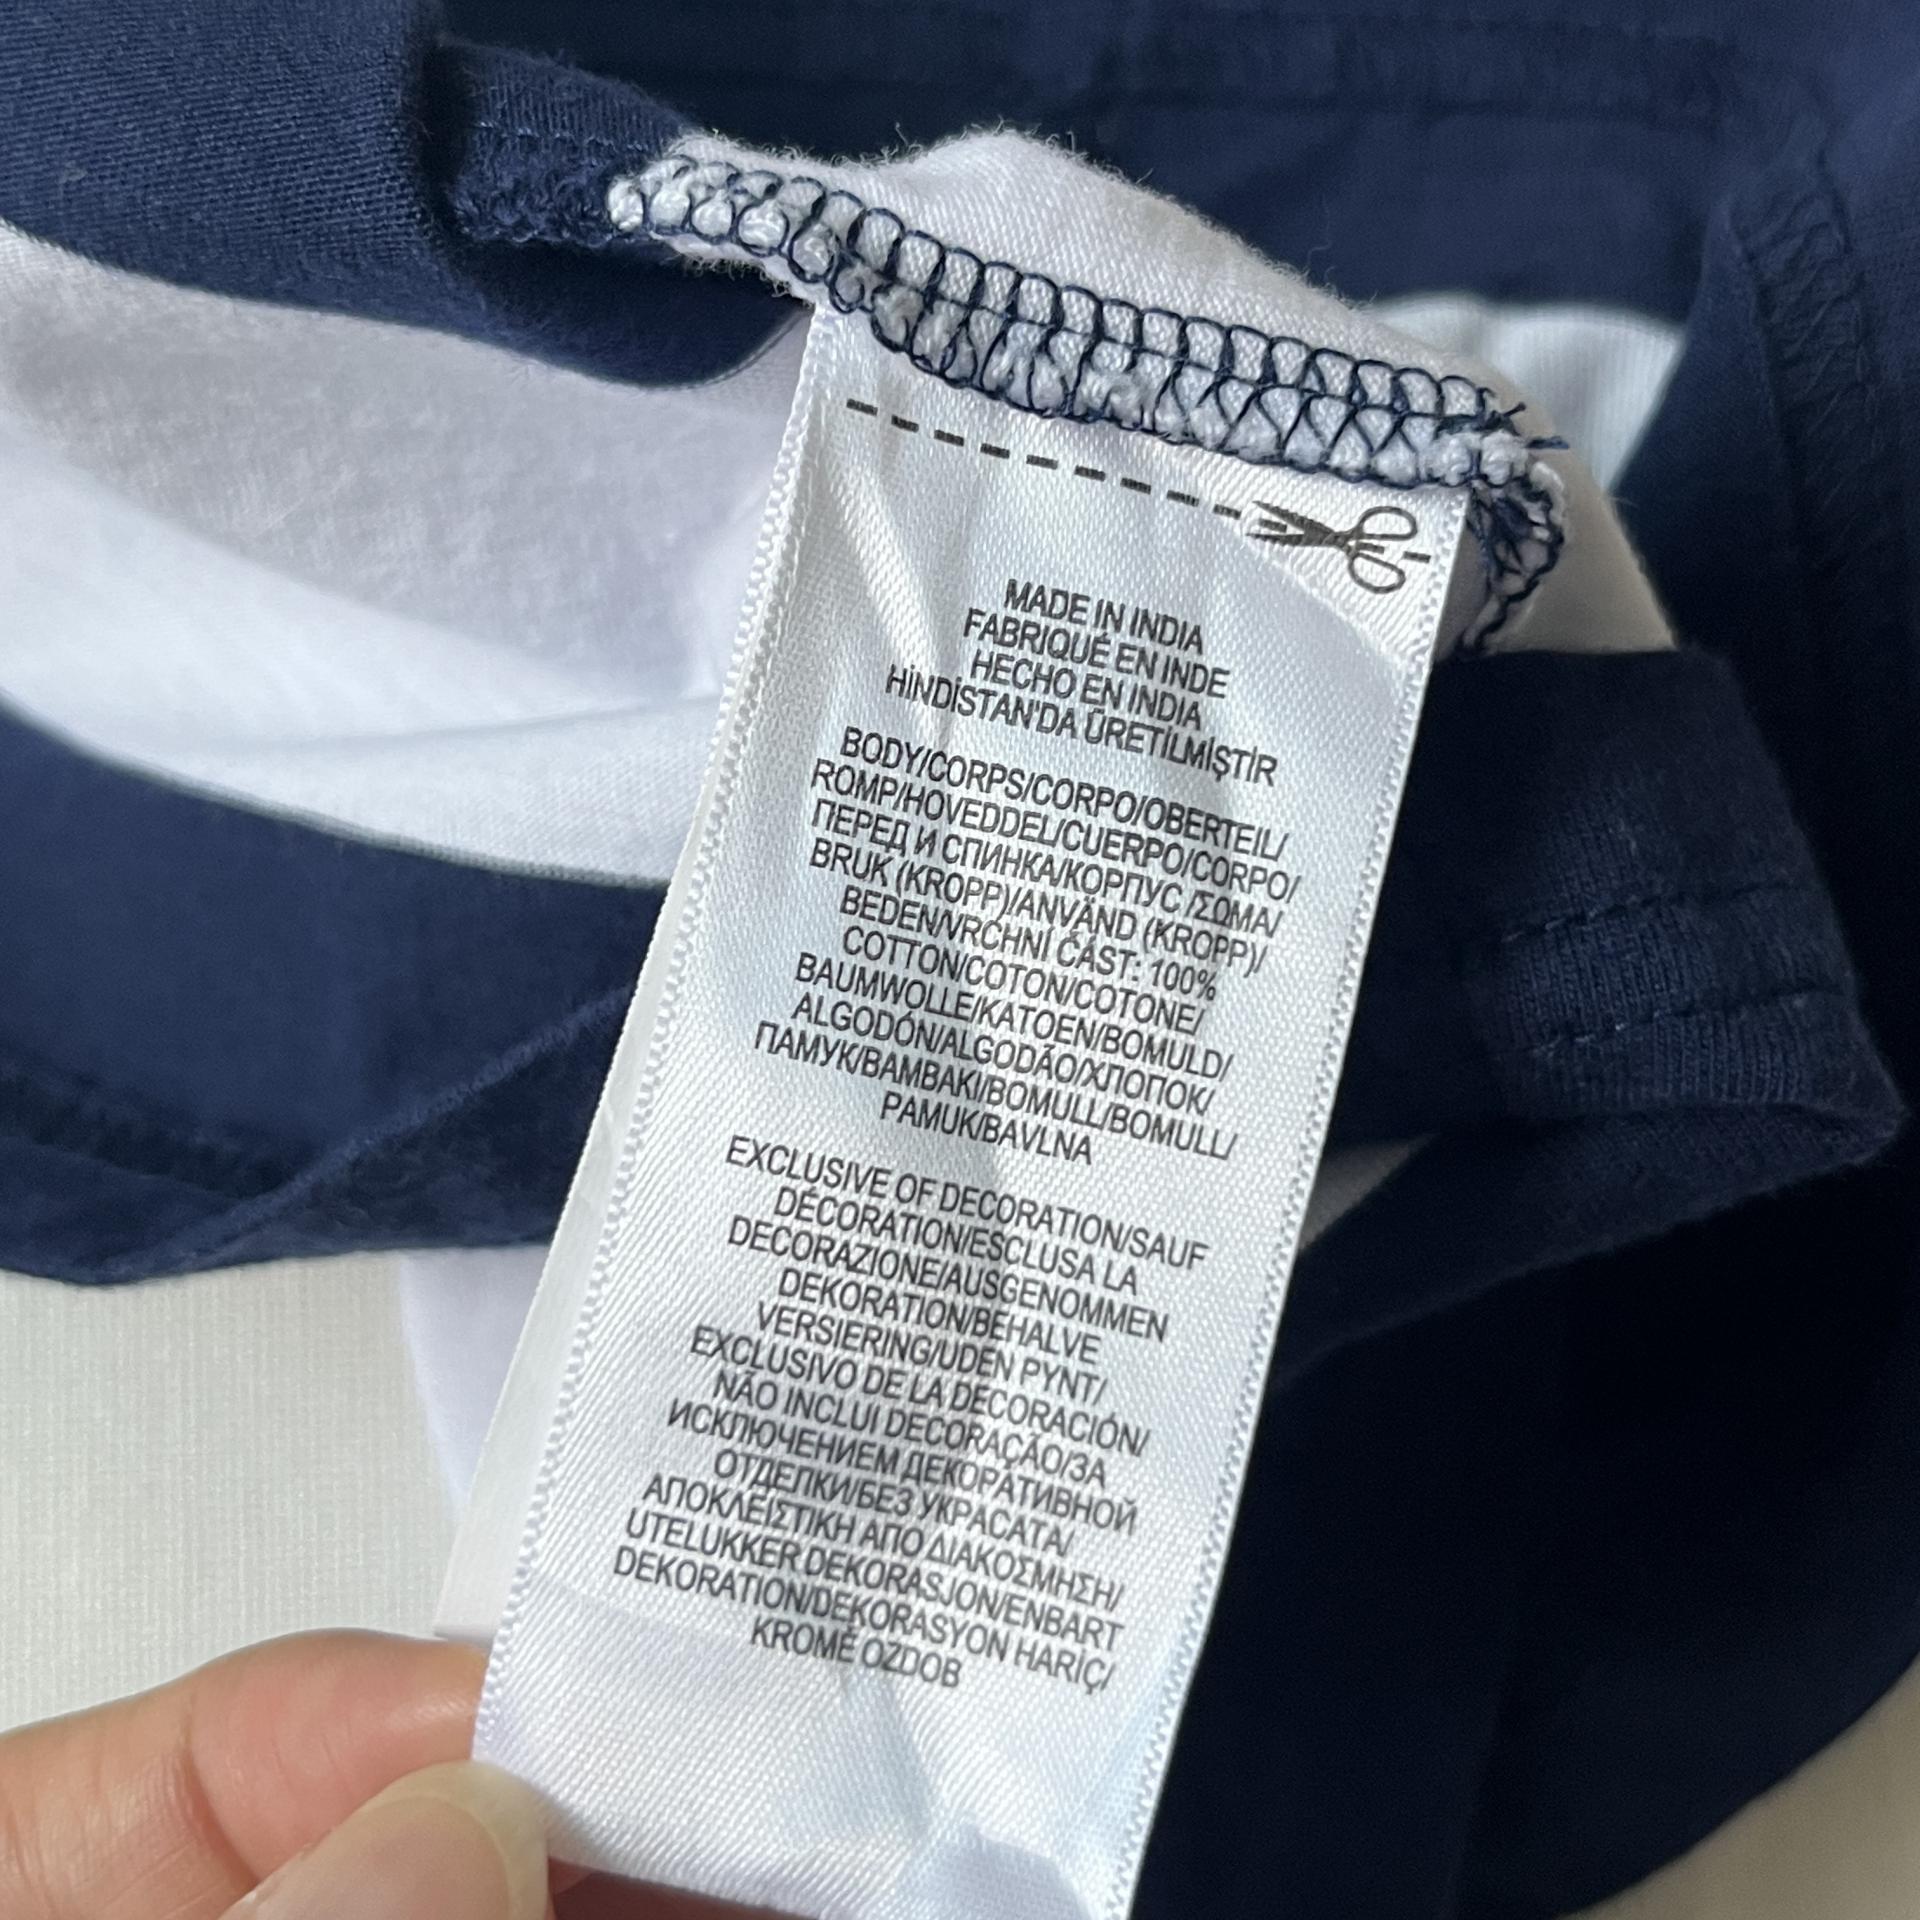 MADE IN INDIA
FABRIQUÉ EN INDE
HECHO EN INDIA
HİNDİSTAN'DA ÜRETİLMİŞTİR
BODY/CORPS/CORPO/OBERTEIL/
ROMP/HOVEDDEL/CUERPO/CORPO/
ПЕРЕД И СПИНКА/КОРПУС /ΣΩΜΑ/
BRUK (KROPP)/ANVÄND (KROPP)/
BEDEN/VRCHNÍ ČÁST: 100%
COTTON/COTON/COTONE/
BAUMWOLLE/KATOEN/BOMULD/
ALGODÓN/ALGODÃO/ХЛОПОК/
ПАМУК/BAMBAKI/BOMULL/BOMULL/
PAMUK/BAVLNA
EXCLUSIVE OF DECORATION/SAUF
DÉCORATION/ESCLUSA LA
DECORAZIONE/AUSGENOMMEN
DEKORATION/BEHALVE
VERSIERING/UDEN PYNT/
EXCLUSIVO DE LA DECORACIÓN/
NÃO INCLUI DECORAÇÃO/ЗА
ИСКЛЮЧЕНИЕМ ДЕКОРАТИВНОЙ
ОТДЕЛКИ/БЕЗ УКРАСАТА/
ΑΠΟΚΛΕΙΣΤΙΚΗ ΑΠΟ ΔΙΑΚΟΣΜΗΣΗ/
UTELUKKER DEKORASJON/ENBART
DEKORATION/DEKORASYON HARİÇ/
KROMĚ OZDOB